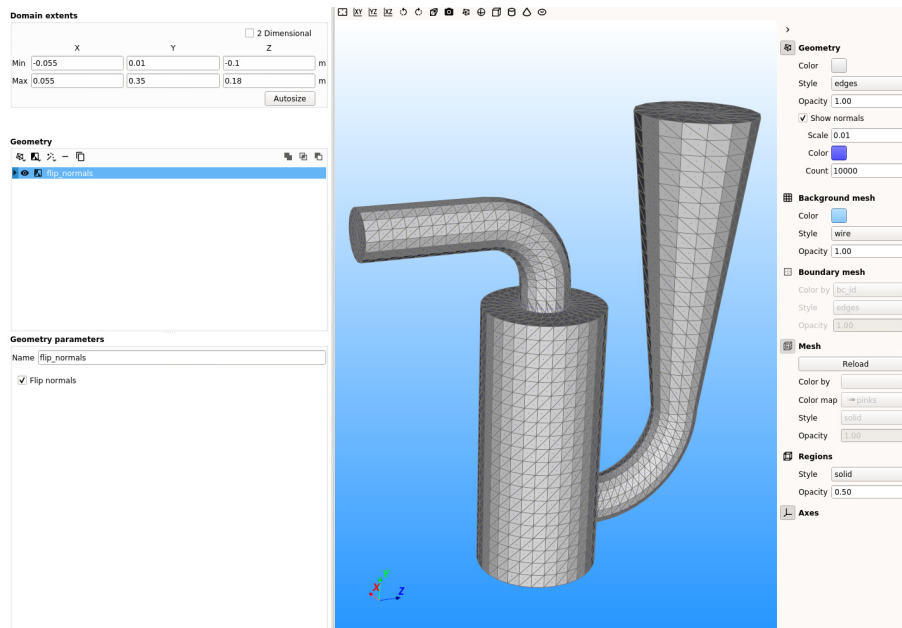 Domain extents
2 Dimensional
X Y Z
Min -0.055 0.01 -0.1 m
Max 0.055 0.35 0.18 m
Autosize
Geometry
flip_normals
Geometry parameters
Name flip_normals
Flip normals
XY YZ XZ
Y
X
Z
Geometry
Color
Style edges
Opacity 1.00
Show normals
Scale 0.01
Color
Count 10000
Background mesh
Color
Style wire
Opacity 1.00
Boundary mesh
Color by bc_id
Style edges
Opacity 1.00
Mesh
Reload
Color by
Color map pinks
Style solid
Opacity 1.00
Regions
Style solid
Opacity 0.50
Axes